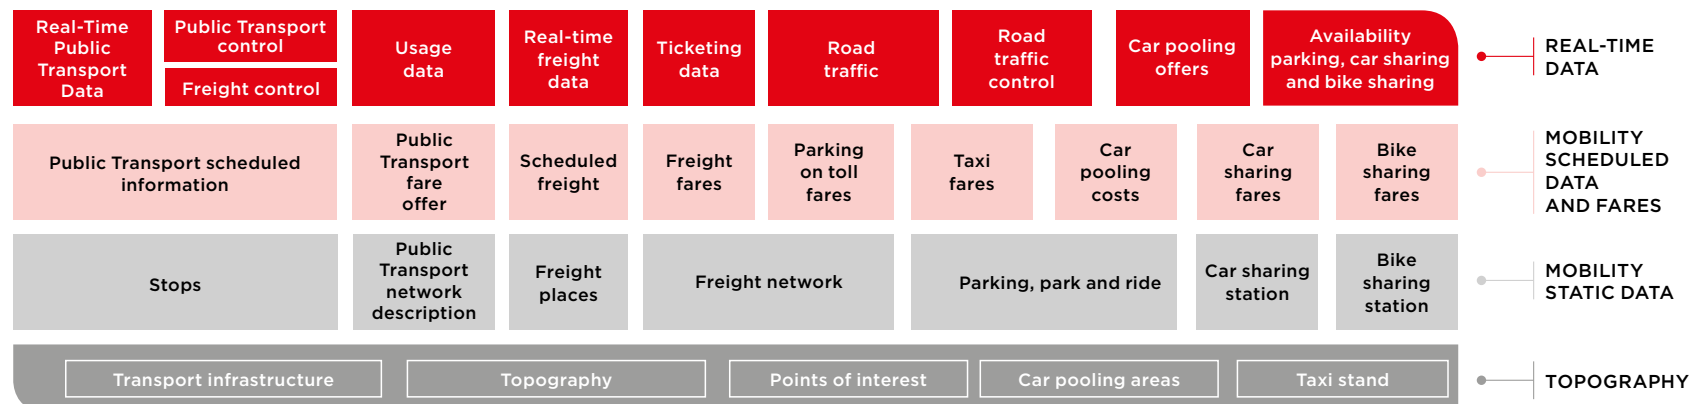 Real-Time
Public
Transport
Data
Public Transport
control
Freight control
Usage
data
Real-time
freight
data
Ticketing
data
Road
traffic
Road
traffic
control
Car pooling
offers
Availability
parking, car sharing
and bike sharing
REAL-TIME
DATA
Public Transport scheduled
information
Public
Transport
fare
offer
Scheduled
freight
Freight
fares
Parking
on toll
fares
Taxi
fares
Car
pooling
costs
Car
sharing
fares
Bike
sharing
fares
MOBILITY
SCHEDULED
DATA
AND FARES
Stops
Public
Transport
network
description
Freight
places
Freight network
Parking, park and ride
Car sharing
station
Bike
sharing
station
MOBILITY
STATIC DATA
Transport infrastructure
Topography
Points of interest
Car pooling areas
Taxi stand
TOPOGRAPHY